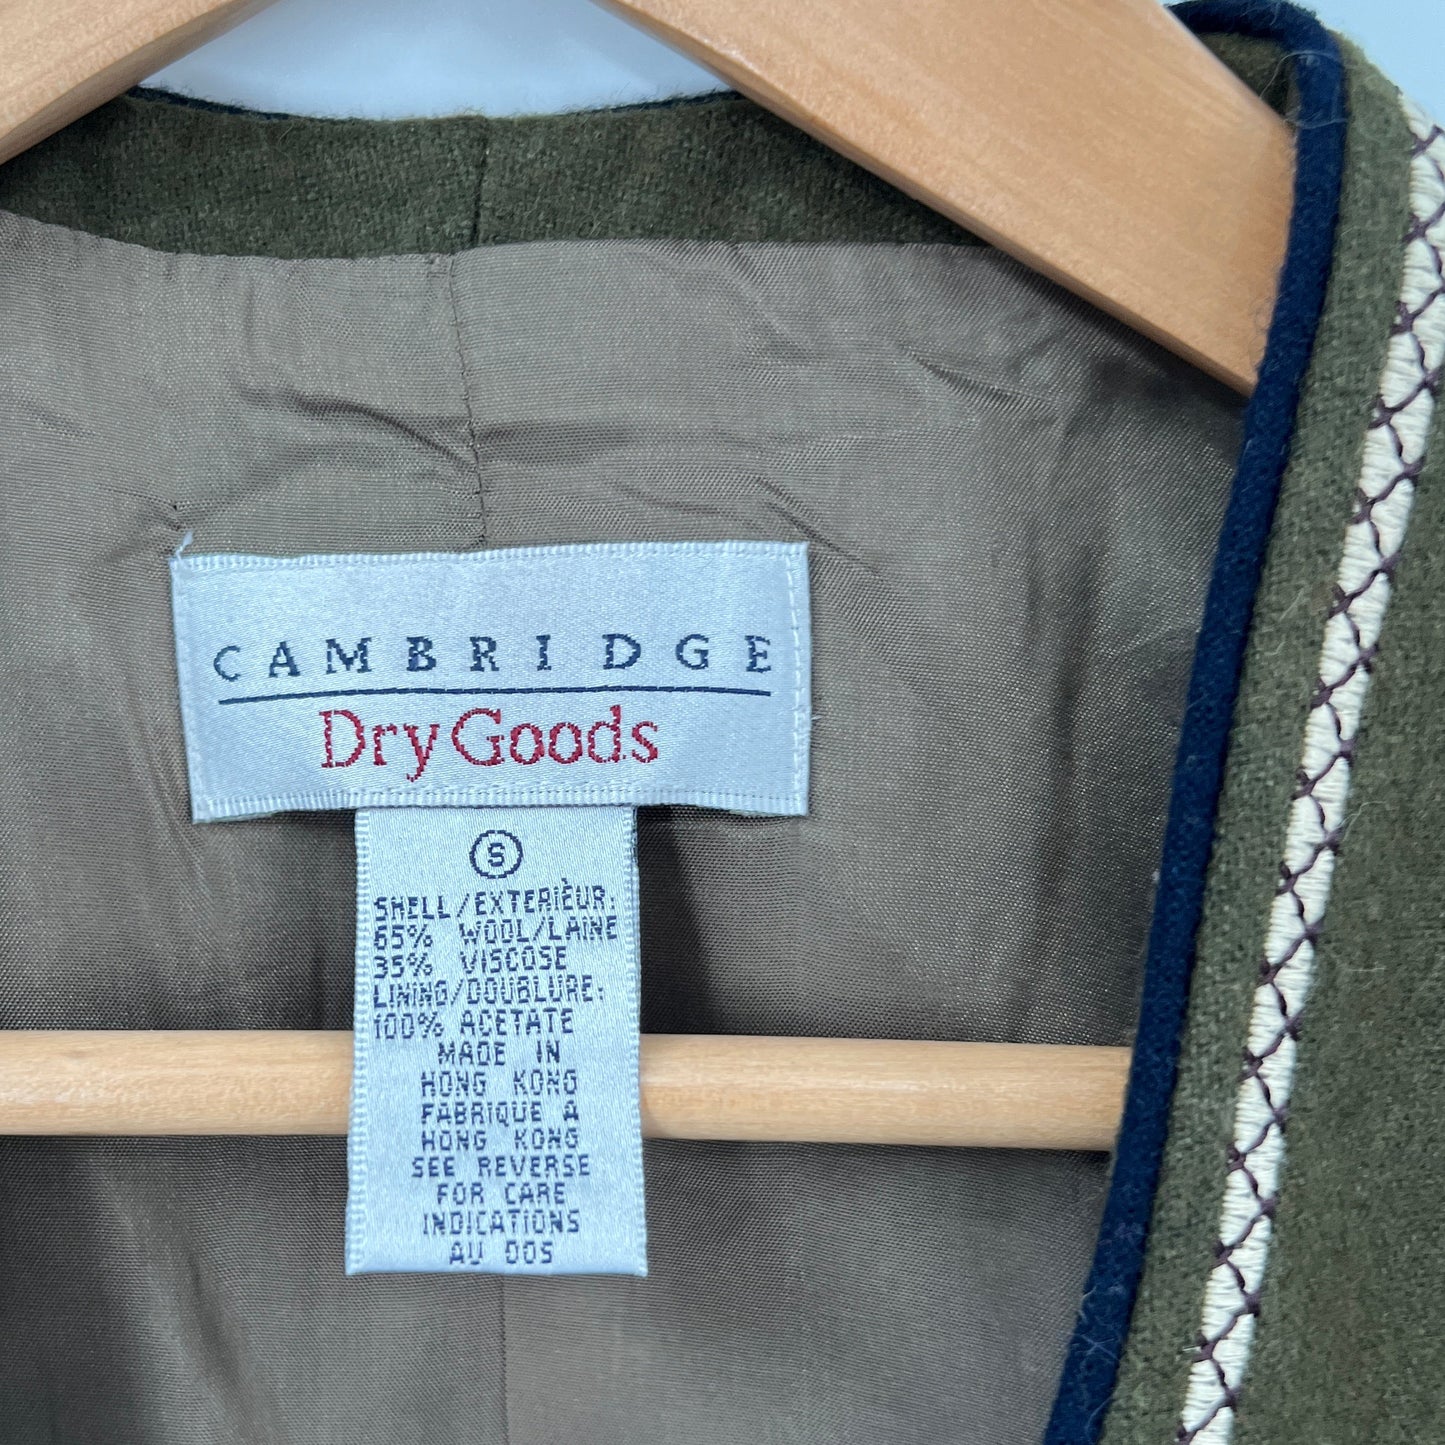 CAMBRIDGE
Dry Goods
S
SHELL/EXTERIÈUR:
65% WOOL/LAINE
35% VISCOSE
LINING/DOUBLURE:
100% ACETATE
MADE IN
HONG KONG
FABRIQUE A
HONG KONG
SEE REVERSE
FOR CARE
INDICATIONS
AU DOS